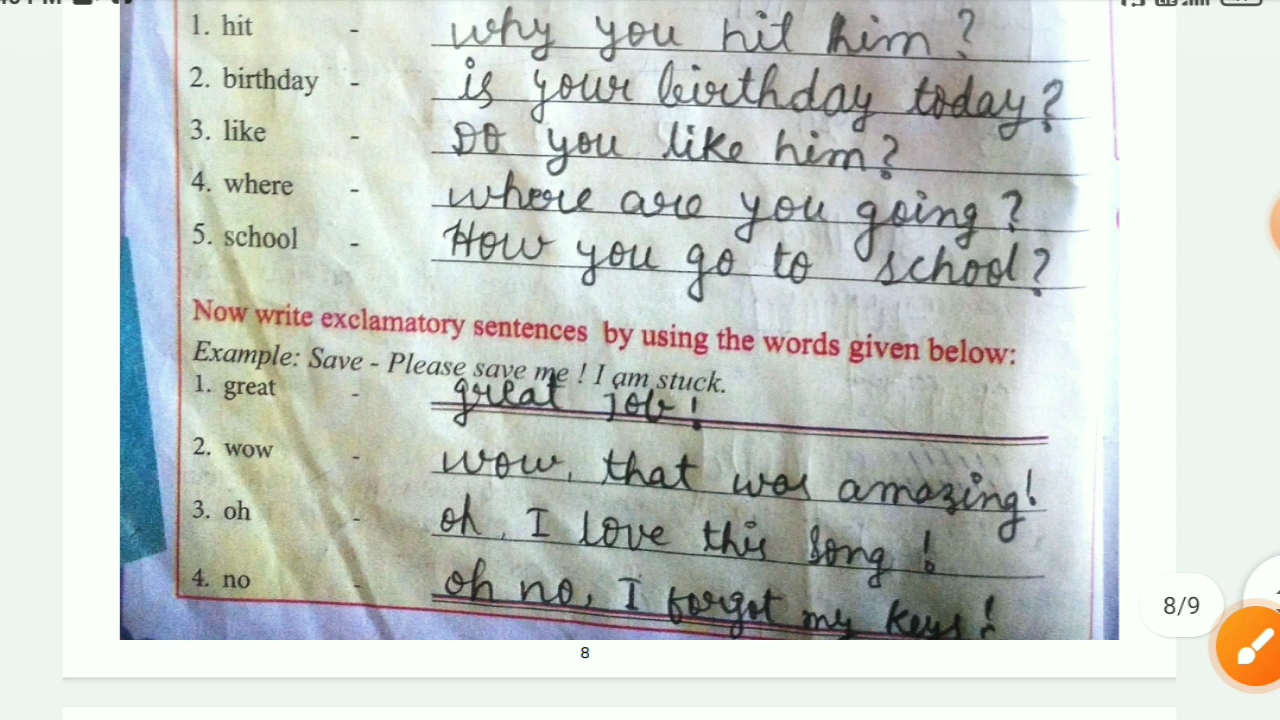 1. hit - why you hit him?
2. birthday - is your birthday today?
3. like - DO you like him?
4. where - where are you going?
5. school - How you go to school?
Now write exclamatory sentences by using the words given below:
Example: Save - Please save me ! I am stuck.
1. great - great job!
2. wow - wow, that was amazing!
3. oh - oh, I love this song !
4. no - oh no, I forgot my keys!
8/9
8